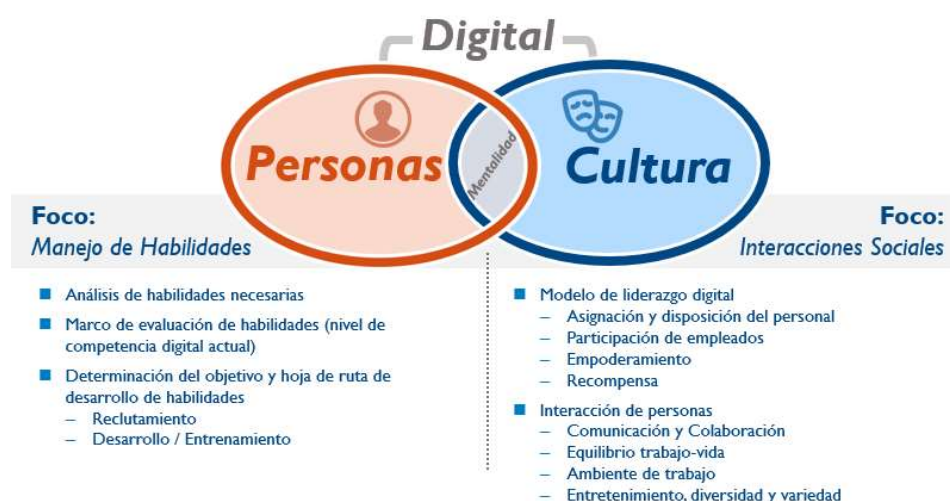 Digital
Personas
Mentalidad
Cultura
Foco:
Manejo de Habilidades
Foco:
Interacciones Sociales
■ Análisis de habilidades necesarias
■ Marco de evaluación de habilidades (nivel de
competencia digital actual)
■ Determinación del objetivo y hoja de ruta de
desarrollo de habilidades
– Reclutamiento
– Desarrollo / Entrenamiento
■ Modelo de liderazgo digital
– Asignación y disposición del personal
– Participación de empleados
– Empoderamiento
– Recompensa
■ Interacción de personas
– Comunicación y Colaboración
– Equilibrio trabajo-vida
– Ambiente de trabajo
– Entretenimiento, diversidad y variedad